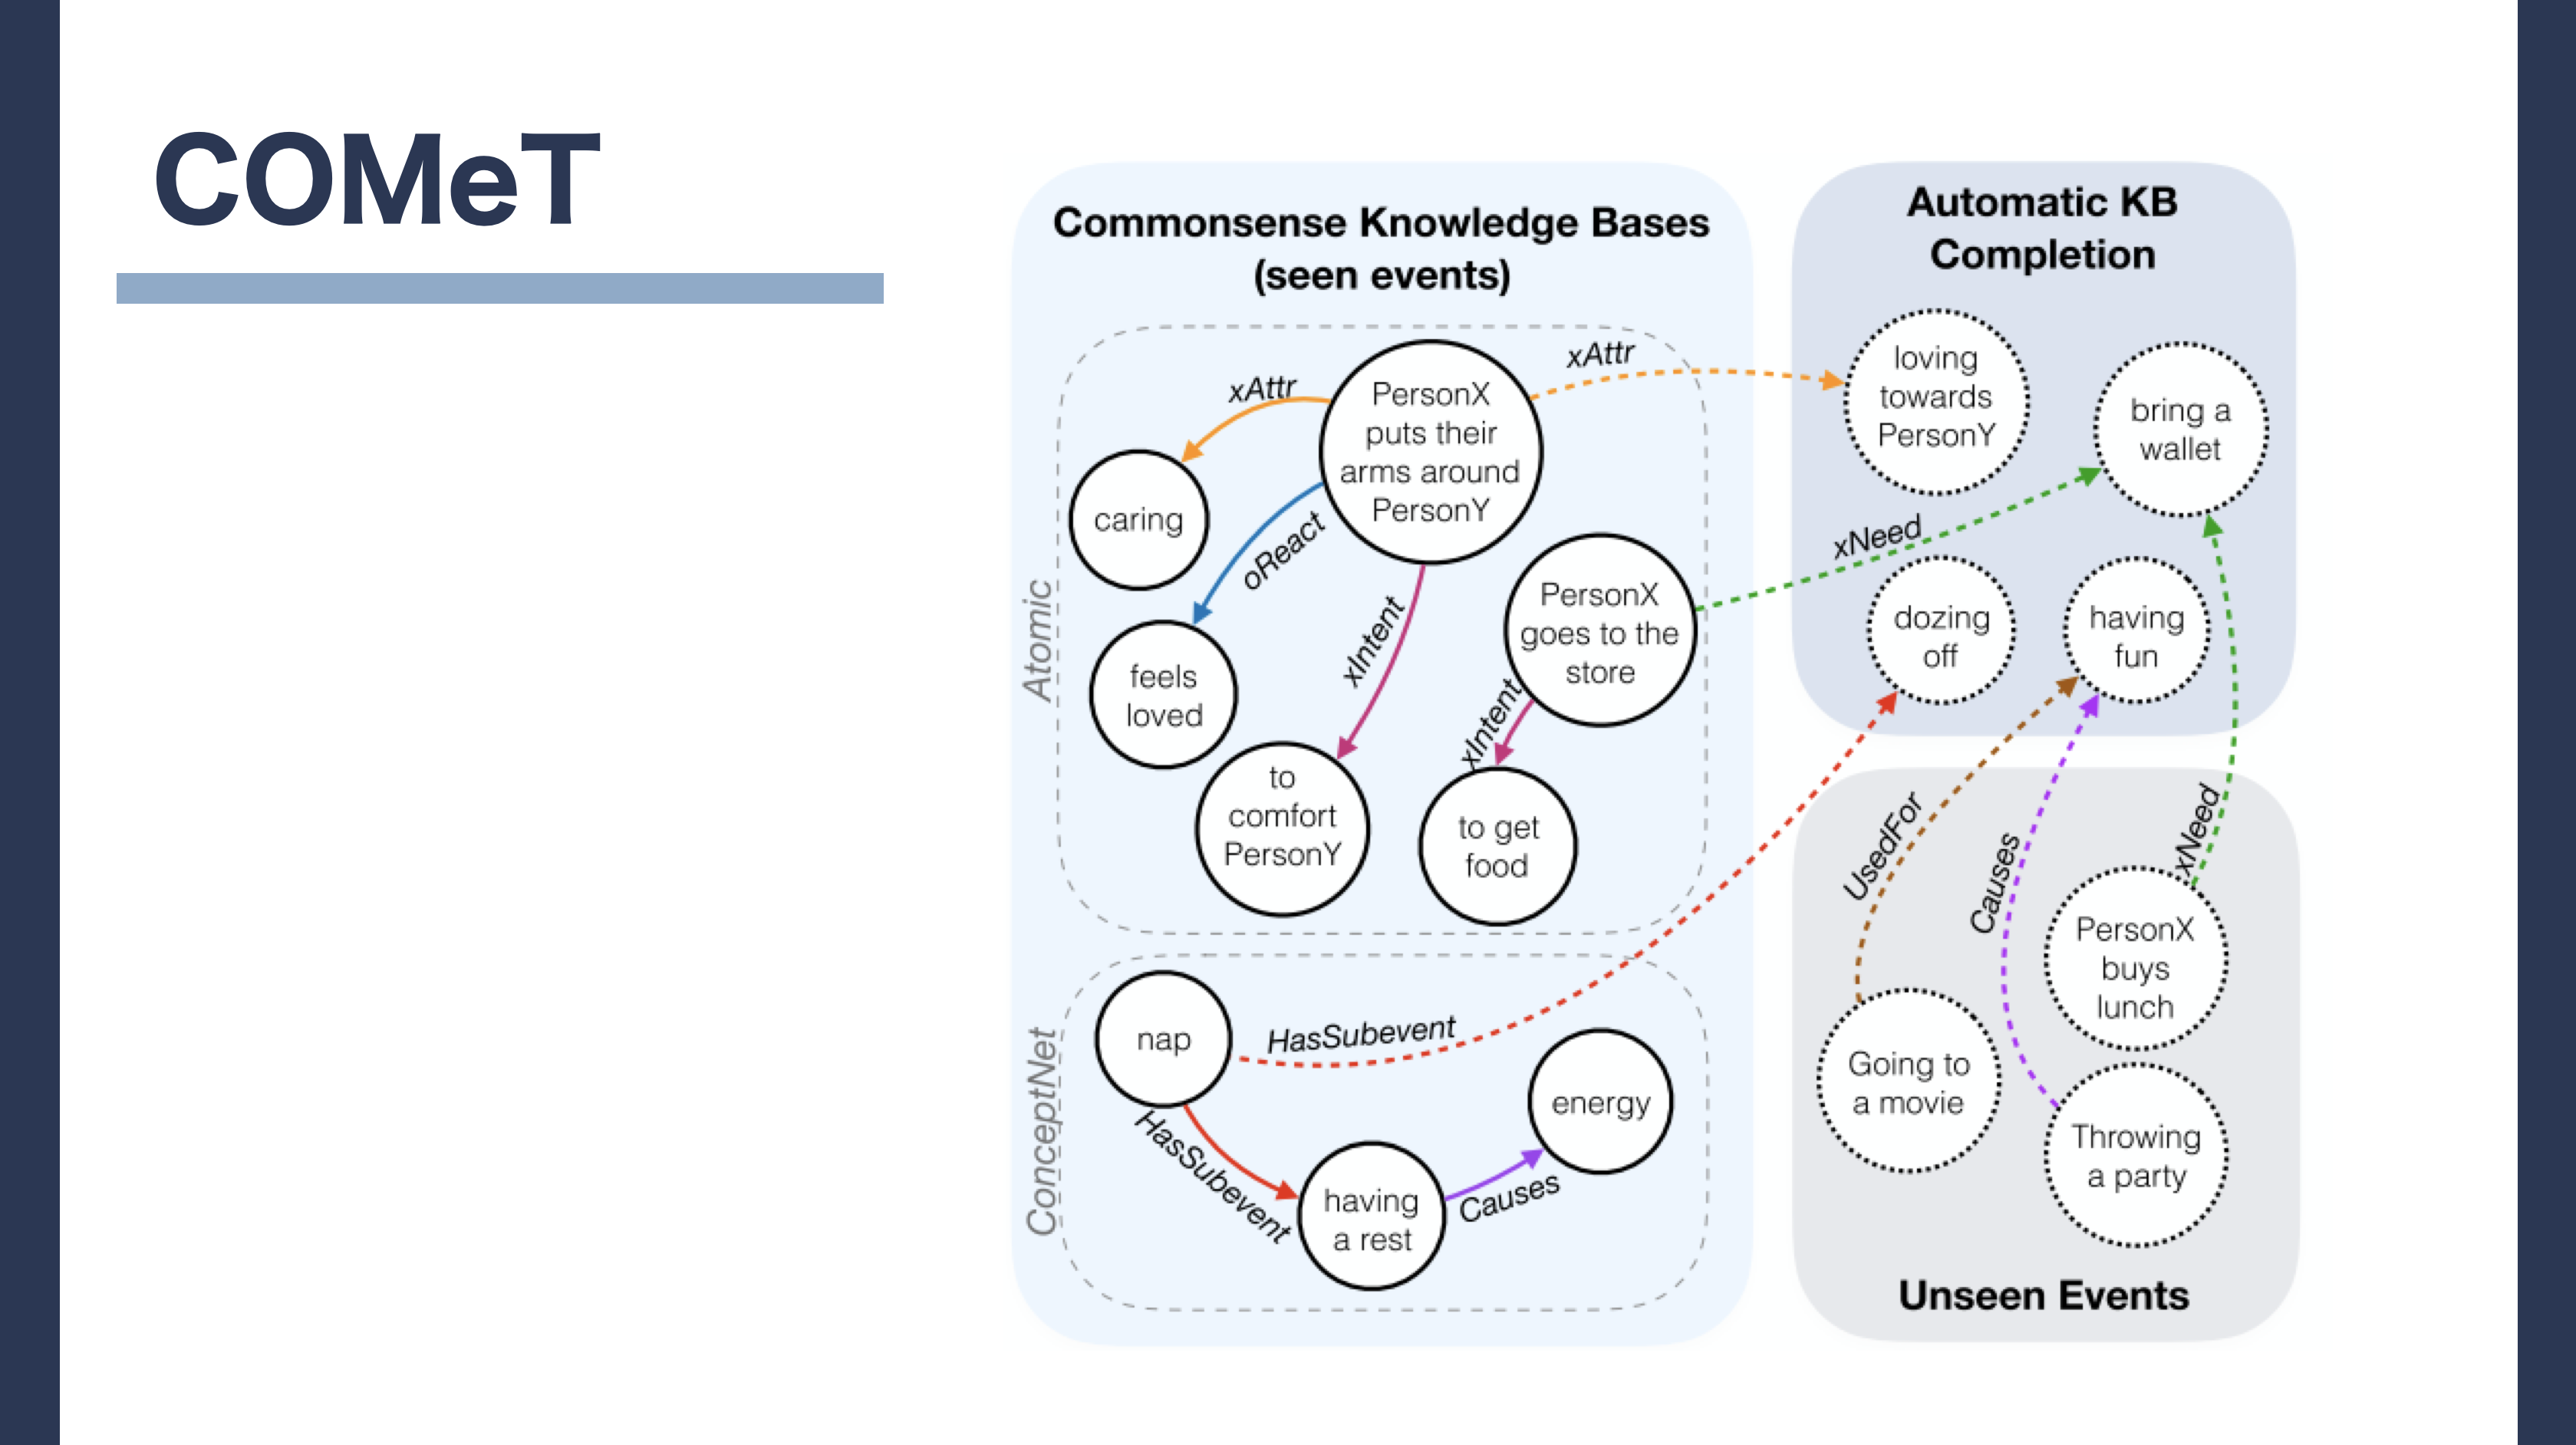 COMeT
Commonsense Knowledge Bases
(seen events)
Atomic
xAttr
PersonX
puts their
arms around
PersonY
xAttr
caring
oReact
feels
loved
xIntent
to
comfort
PersonY
PersonX
goes to the
store
xIntent
to get
food
ConceptNet
nap
HasSubevent
HasSubevent
having
a rest
Causes
energy
Automatic KB
Completion
loving
towards
PersonY
bring a
wallet
xNeed
dozing
off
having
fun
UsedFor
Causes
xNeed
PersonX
buys
lunch
Going to
a movie
Throwing
a party
Unseen Events